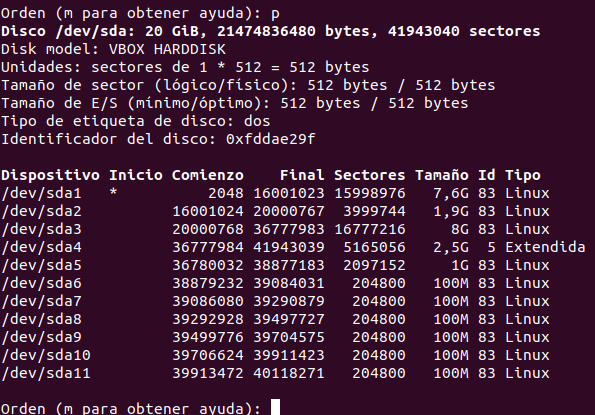 Orden (m para obtener ayuda): p
Disco /dev/sda: 20 GiB, 21474836480 bytes, 41943040 sectores
Disk model: VBOX HARDDISK
Unidades: sectores de 1 * 512 = 512 bytes
Tamaño de sector (lógico/físico): 512 bytes / 512 bytes
Tamaño de E/S (mínimo/óptimo): 512 bytes / 512 bytes
Tipo de etiqueta de disco: dos
Identificador del disco: 0xfddae29f

Dispositivo Inicio Comienzo    Final Sectores Tamaño Id Tipo
/dev/sda1   *          2048 16001023 15998976   7,6G 83 Linux
/dev/sda2          16001024 20000767  3999744   1,9G 83 Linux
/dev/sda3          20000768 36777983 16777216     8G 83 Linux
/dev/sda4          36777984 41943039  5165056   2,5G  5 Extendida
/dev/sda5          36780032 38877183  2097152     1G 83 Linux
/dev/sda6          38879232 39084031   204800   100M 83 Linux
/dev/sda7          39086080 39290879   204800   100M 83 Linux
/dev/sda8          39292928 39497727   204800   100M 83 Linux
/dev/sda9          39499776 39704575   204800   100M 83 Linux
/dev/sda10         39706624 39911423   204800   100M 83 Linux
/dev/sda11         39913472 40118271   204800   100M 83 Linux

Orden (m para obtener ayuda):